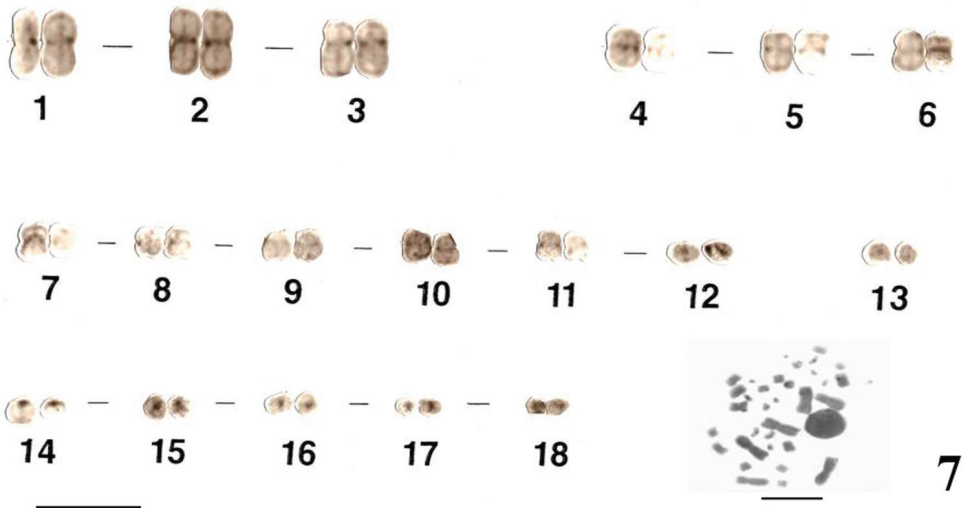 1 — 2 — 3 4 — 5 — 6
7 — 8 — 9 — 10 — 11 — 12 13
14 — 15 — 16 — 17 — 18
7